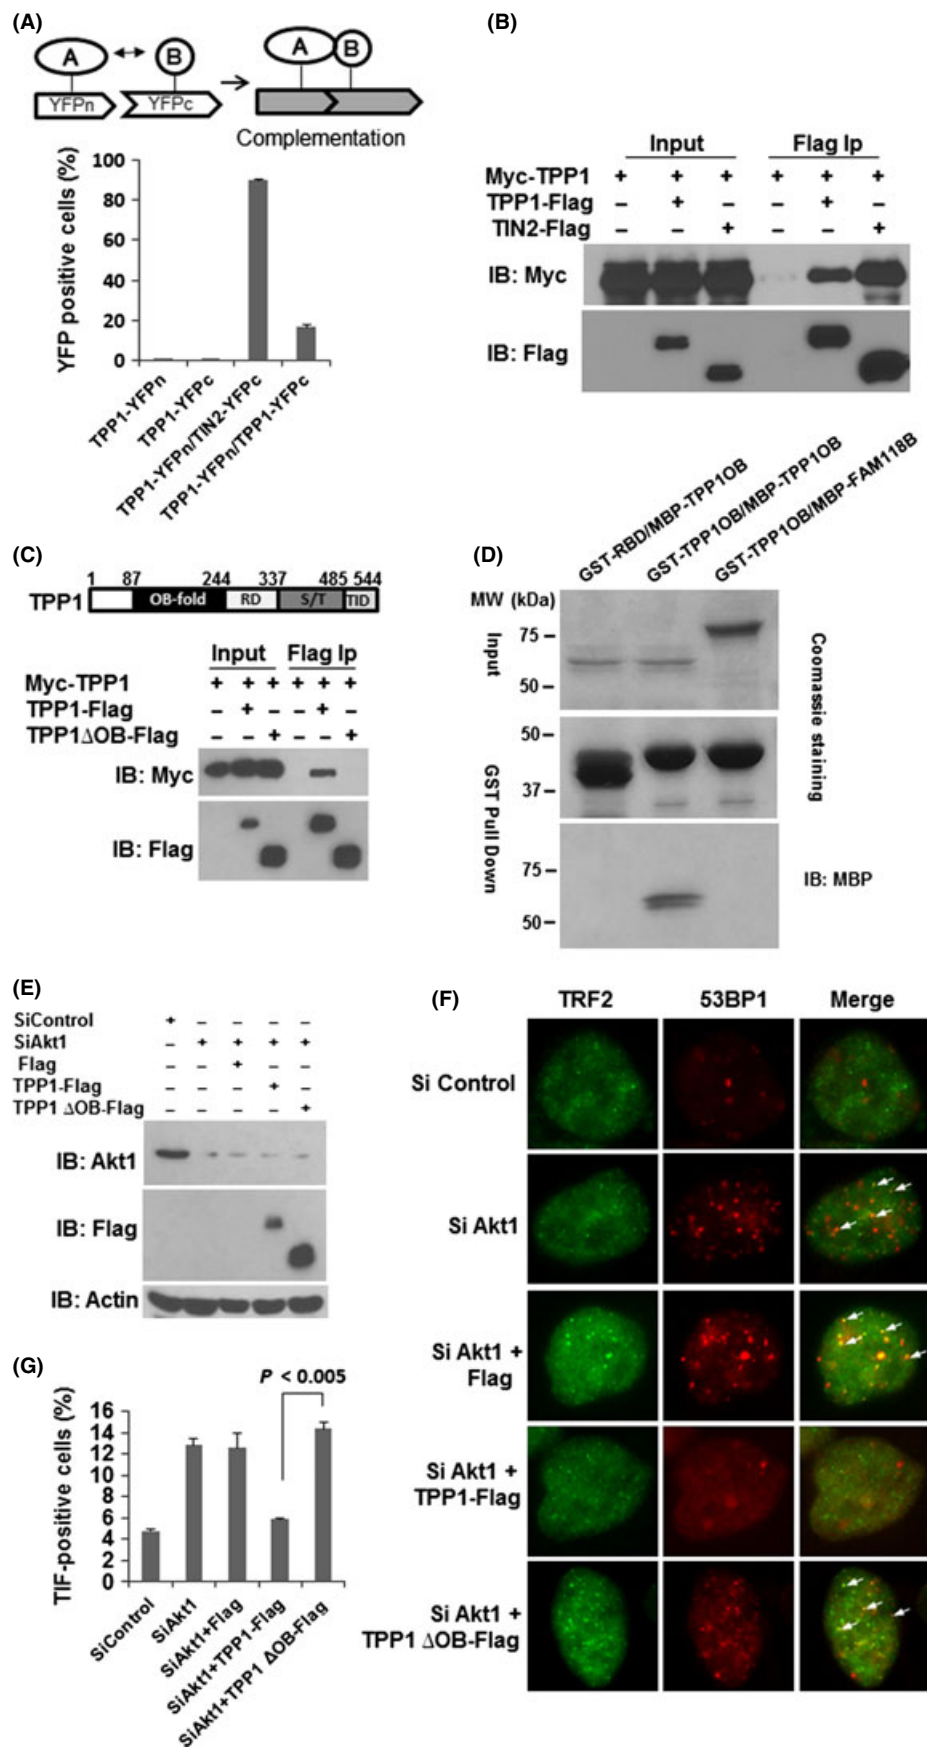 (A)
A
B
A
B
YFPn
YFPc
Complementation
YFP positive cells (%)
100
80
60
40
20
0
TPP1-YFPn
TPP1-YFPc
TPP1-YFPn/TIN2-YFPc
TPP1-YFPn/TPP1-YFPc
(B)
Input Flag Ip
Myc-TPP1 + + + + + +
TPP1-Flag – + – – + –
TIN2-Flag – – + – – +
IB: Myc
IB: Flag
(C)
1 87 244 337 485 544
TPP1 OB-fold RD S/T TID
Input Flag Ip
Myc-TPP1 + + + + + +
TPP1-Flag – + – – + –
TPP1ΔOB-Flag – – + – – +
IB: Myc
IB: Flag
(D)
GST-RBD/MBP-TPP1OB
GST-TPP1OB/MBP-TPP1OB
GST-TPP1OB/MBP-FAM118B
MW (kDa)
75
50
Input
50
37
75
50
GST Pull Down
Coomassie staining
IB: MBP
(E)
SiControl + – – – –
SiAkt1 – + + + +
Flag – – + – –
TPP1-Flag – – – + –
TPP1 ΔOB-Flag – – – – +
IB: Akt1
IB: Flag
IB: Actin
(F)
TRF2 53BP1 Merge
Si Control
Si Akt1
Si Akt1 +
Flag
Si Akt1 +
TPP1-Flag
Si Akt1 +
TPP1 ΔOB-Flag
(G)
P < 0.005
TIF-positive cells (%)
16
14
12
10
8
6
4
2
0
SiControl
SiAkt1
SiAkt1+Flag
SiAkt1+TPP1-Flag
SiAkt1+TPP1 ΔOB-Flag